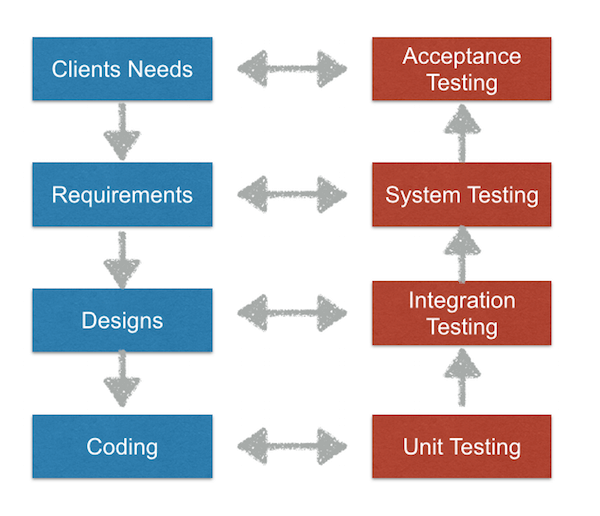 Clients Needs
Acceptance
Testing
Requirements
System Testing
Designs
Integration
Testing
Coding
Unit Testing